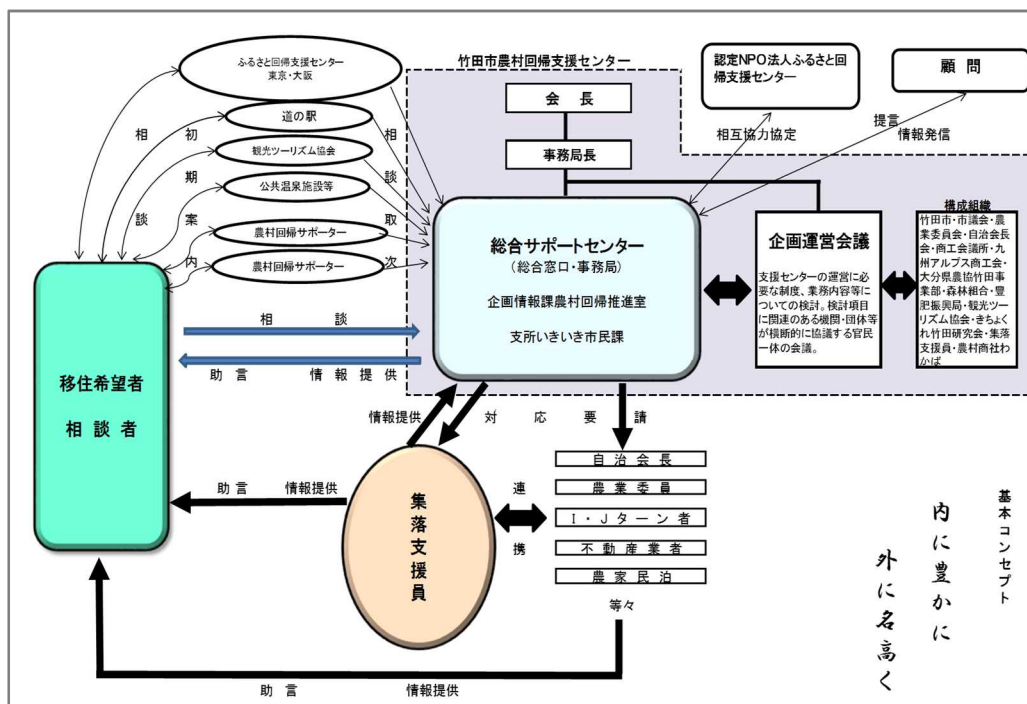 ふるさと回帰支援センター
東京・大阪
道の駅
観光ツーリズム協会
公共温泉施設等
農村回帰サポーター
農村回帰サポーター
初期案内
相談
相談取次
竹田市農村回帰支援センター
会長
事務局長
認定NPO法人ふるさと回
帰支援センター
顧問
相互協力協定
提言
情報発信
総合サポートセンター
(総合窓口・事務局)
企画情報課農村回帰推進室
支所いきいき市民課
企画運営会議
支援センターの運営に必
要な制度、業務内容等に
ついての検討。検討項目
に関連のある機関・団体等
が横断的に協議する官民
一体の会議。
構成組織
竹田市・市議会・農
業委員会・自治会長
会・商工会議所・九
州アルプス商工会・
大分県農協竹田事
業部・森林組合・豊
肥振興局・観光ツー
リズム協会・きちょく
れ竹田研究会・集落
支援員・農村商社わ
かば
移住希望者
相談者
相談
助言 情報提供
情報提供
対応要請
集落支援員
助言 情報提供
連携
自治会長
農業委員
I・Jターン者
不動産業者
農家民泊
等々
助言 情報提供
基本コンセプト
内に豊かに
外に名高く